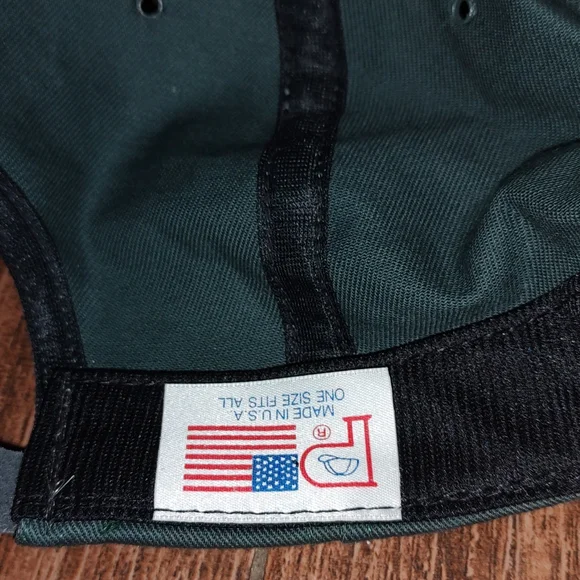 P ®
MADE IN U.S.A.
ONE SIZE FITS ALL